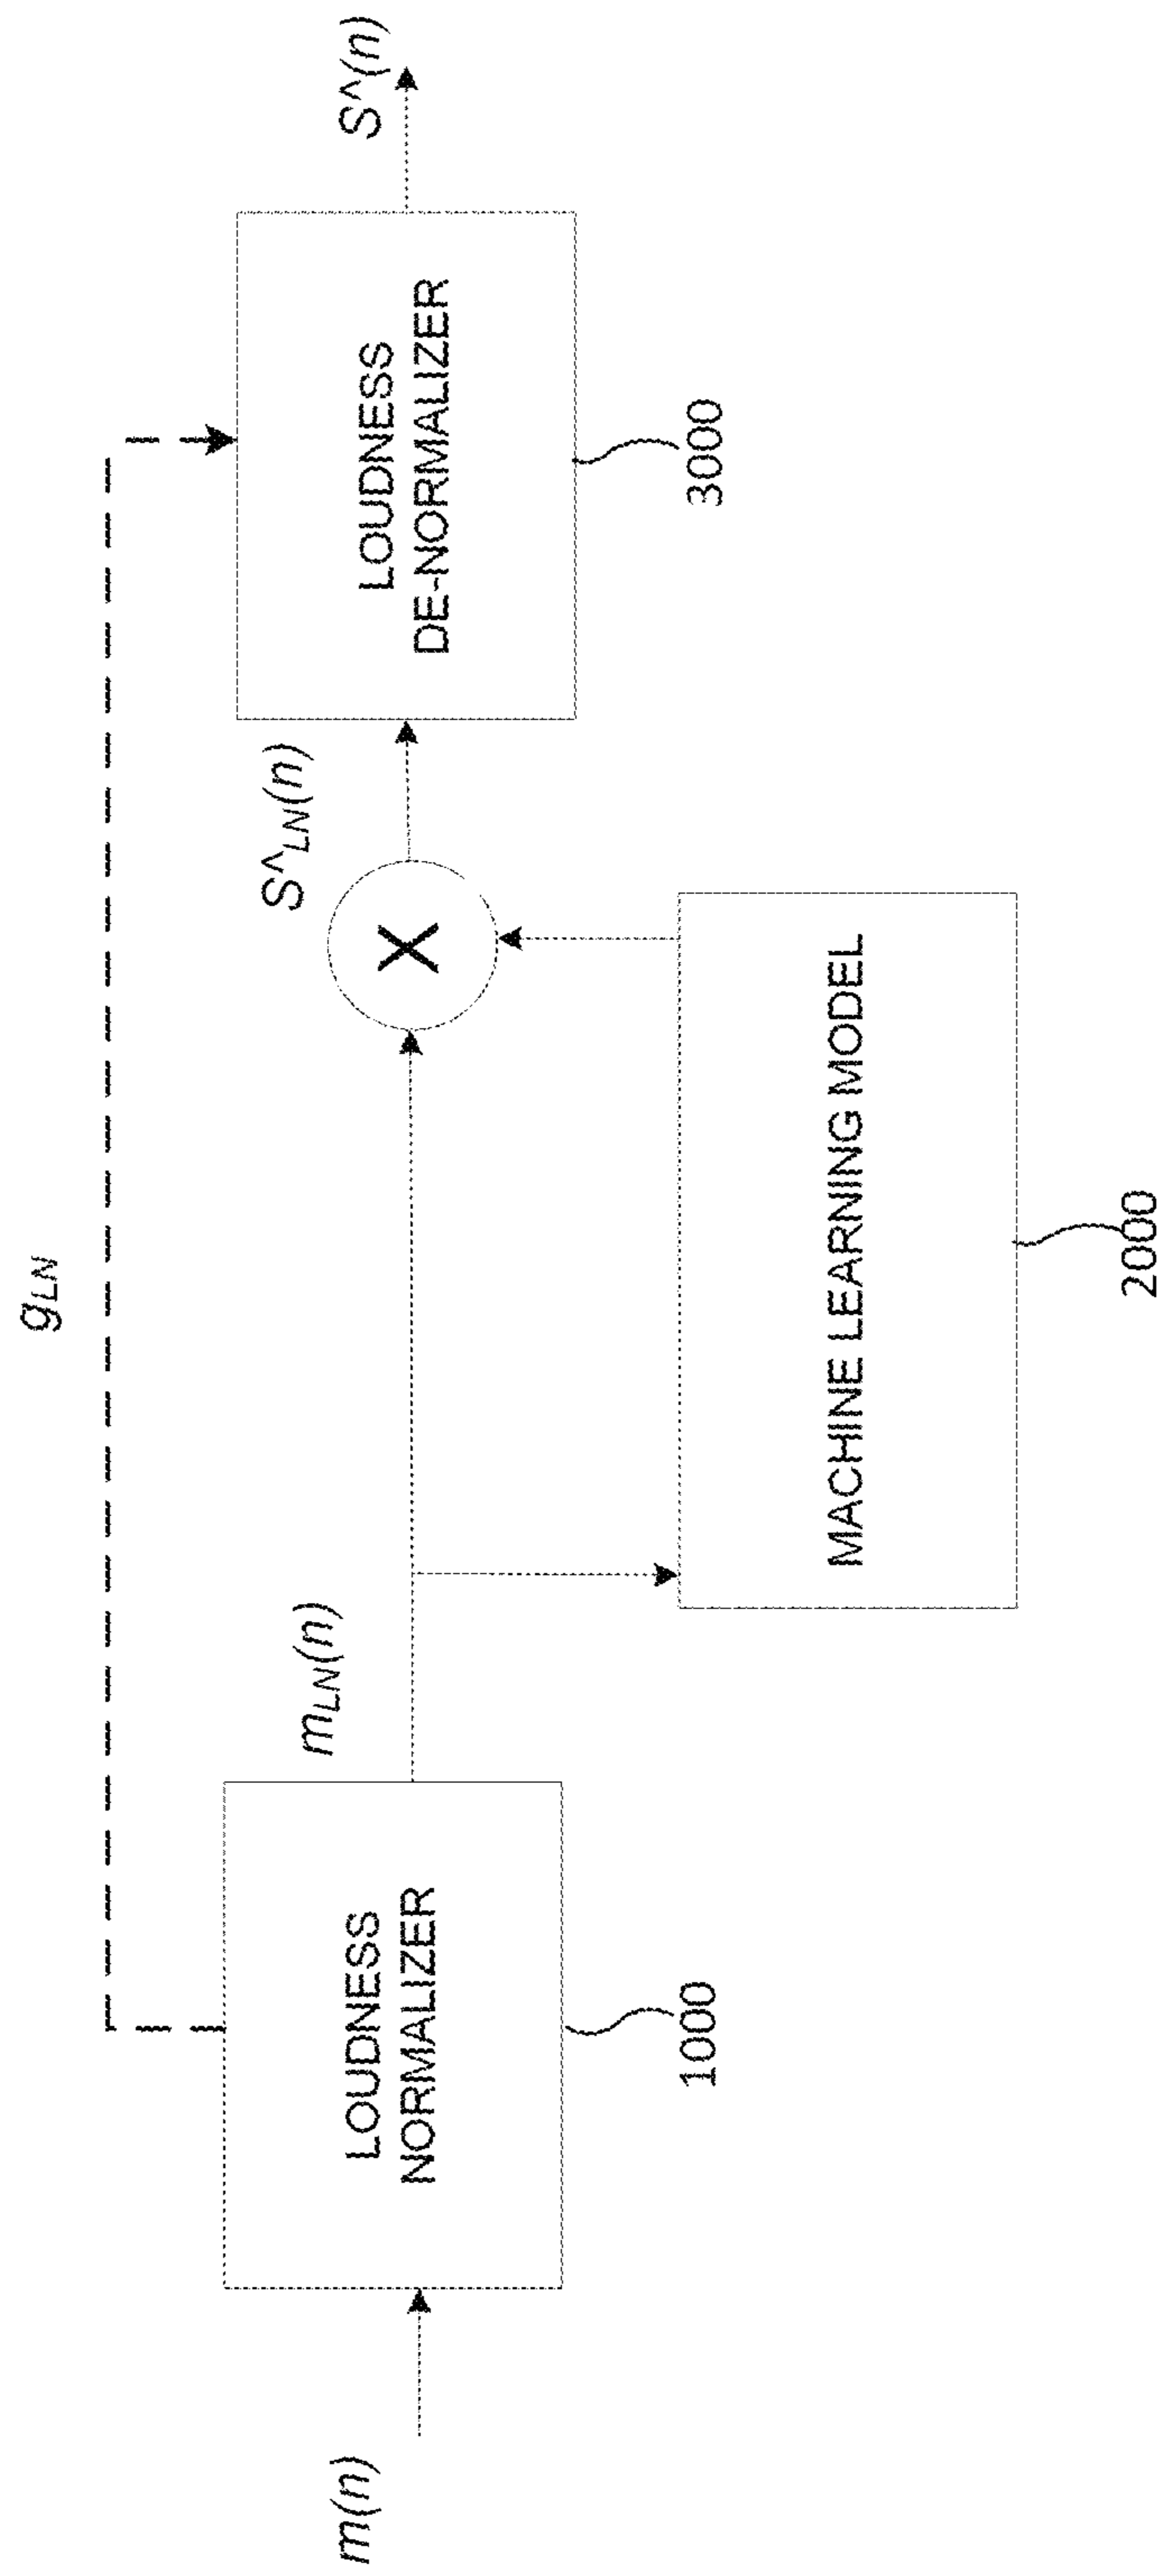 g_LN
m(n)
LOUDNESS
NORMALIZER
1000
m_LN(n)
MACHINE LEARNING MODEL
2000
X
S^_LN(n)
LOUDNESS
DE-NORMALIZER
3000
S^(n)